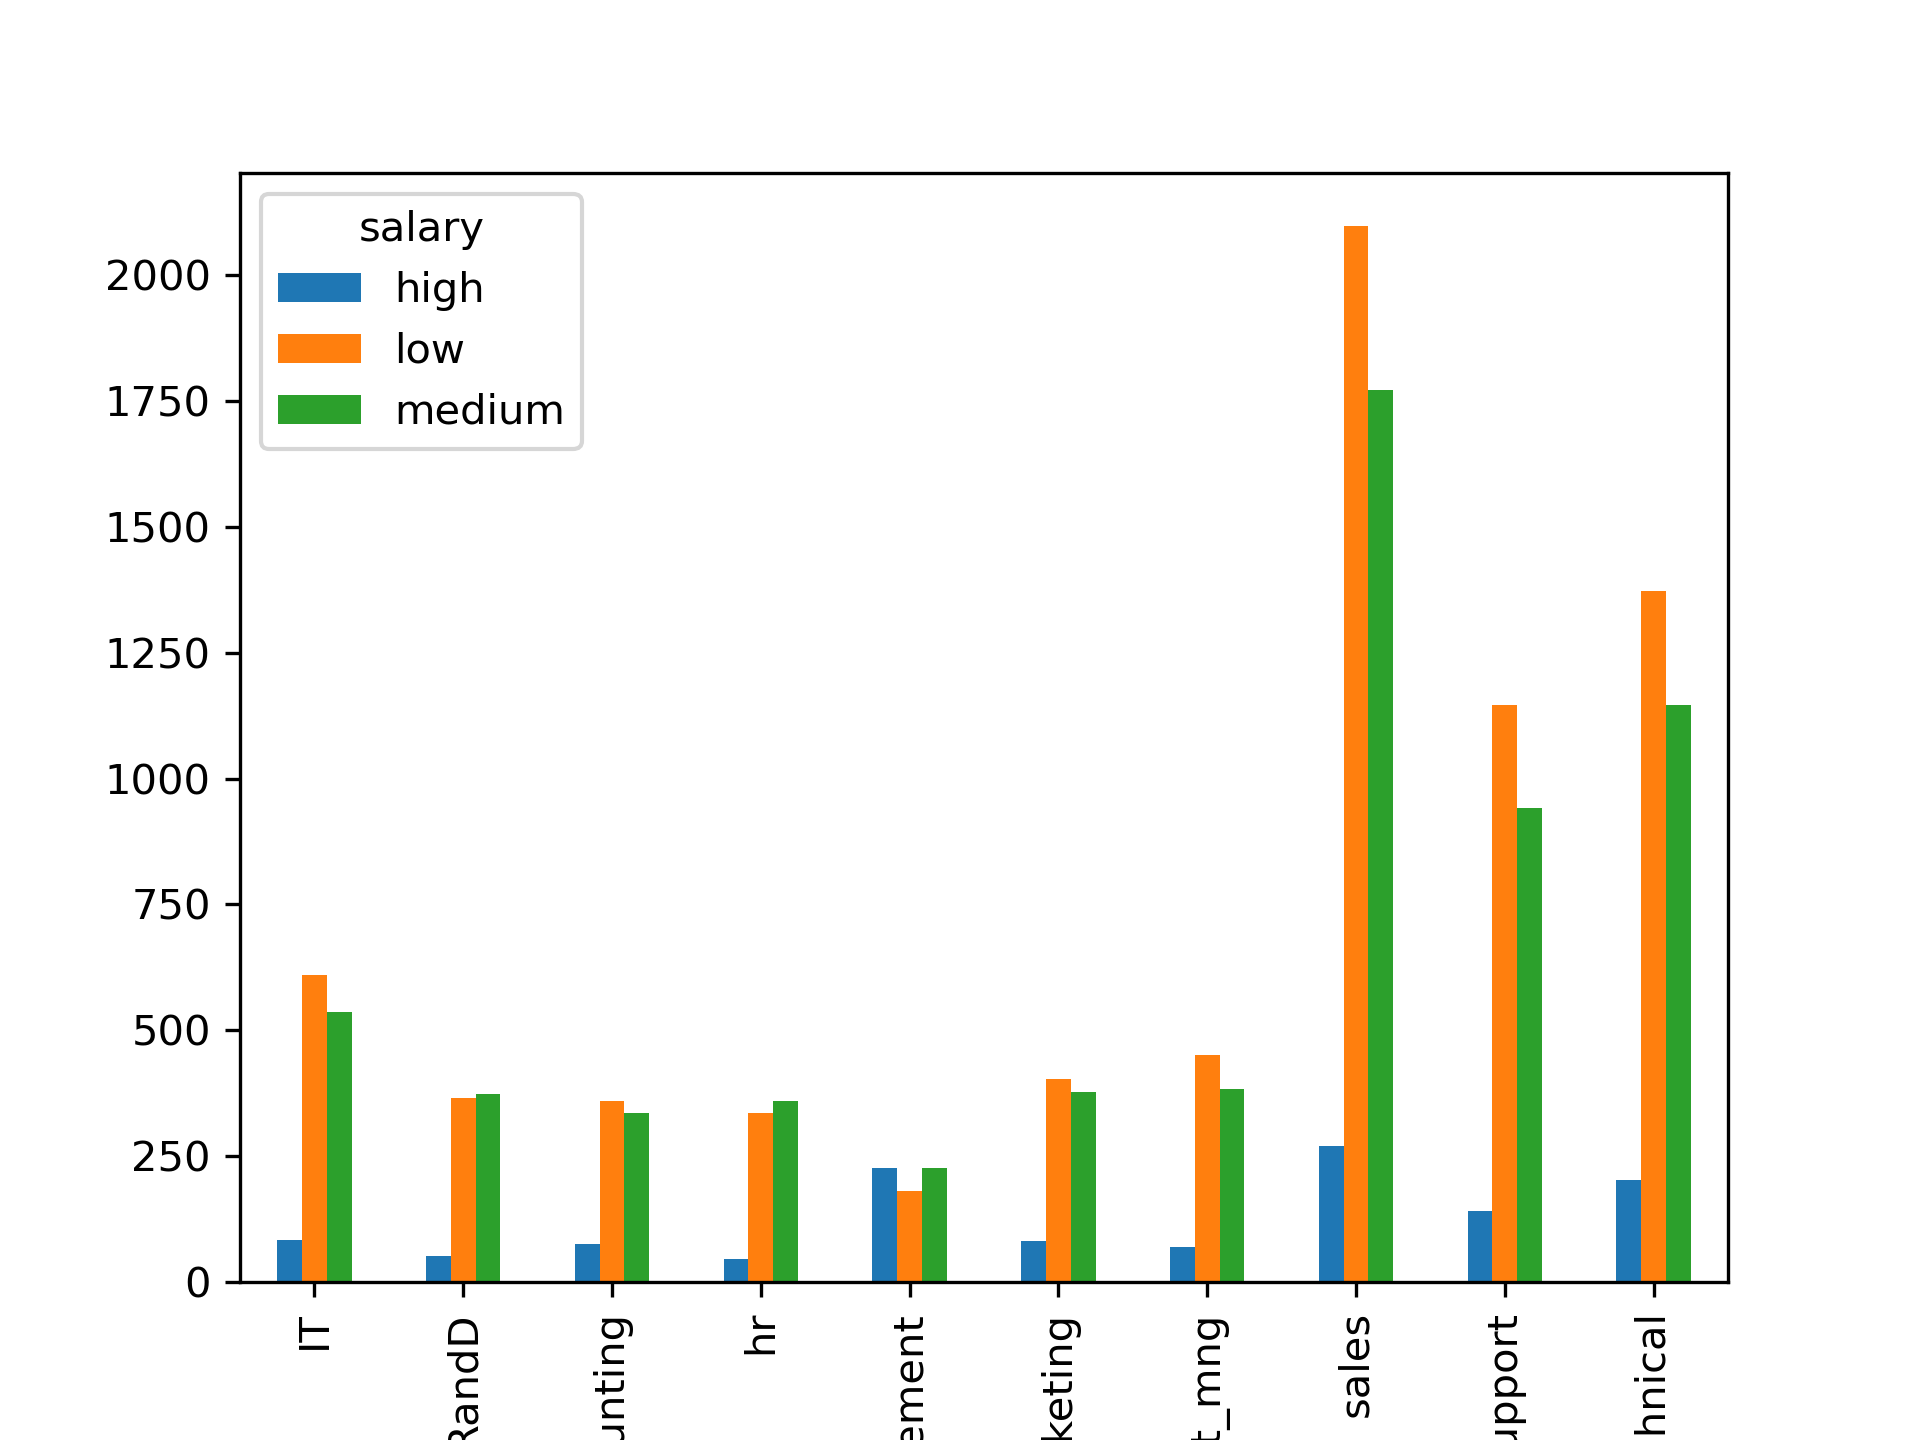 salary
high
low
medium
2000
1750
1500
1250
1000
750
500
250
0
IT
RandD
unting
hr
ement
keting
t_mng
sales
upport
hnical